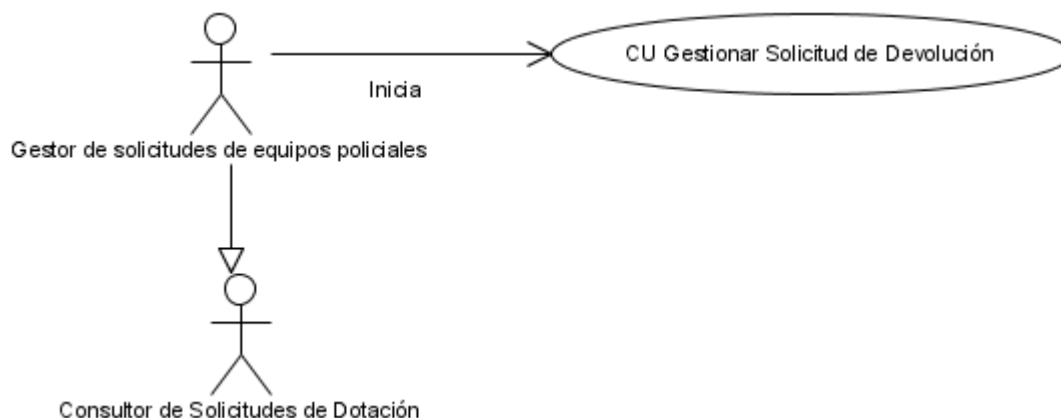 CU Gestionar Solicitud de Devolución
Inicia
Gestor de solicitudes de equipos policiales
Consultor de Solicitudes de Dotación